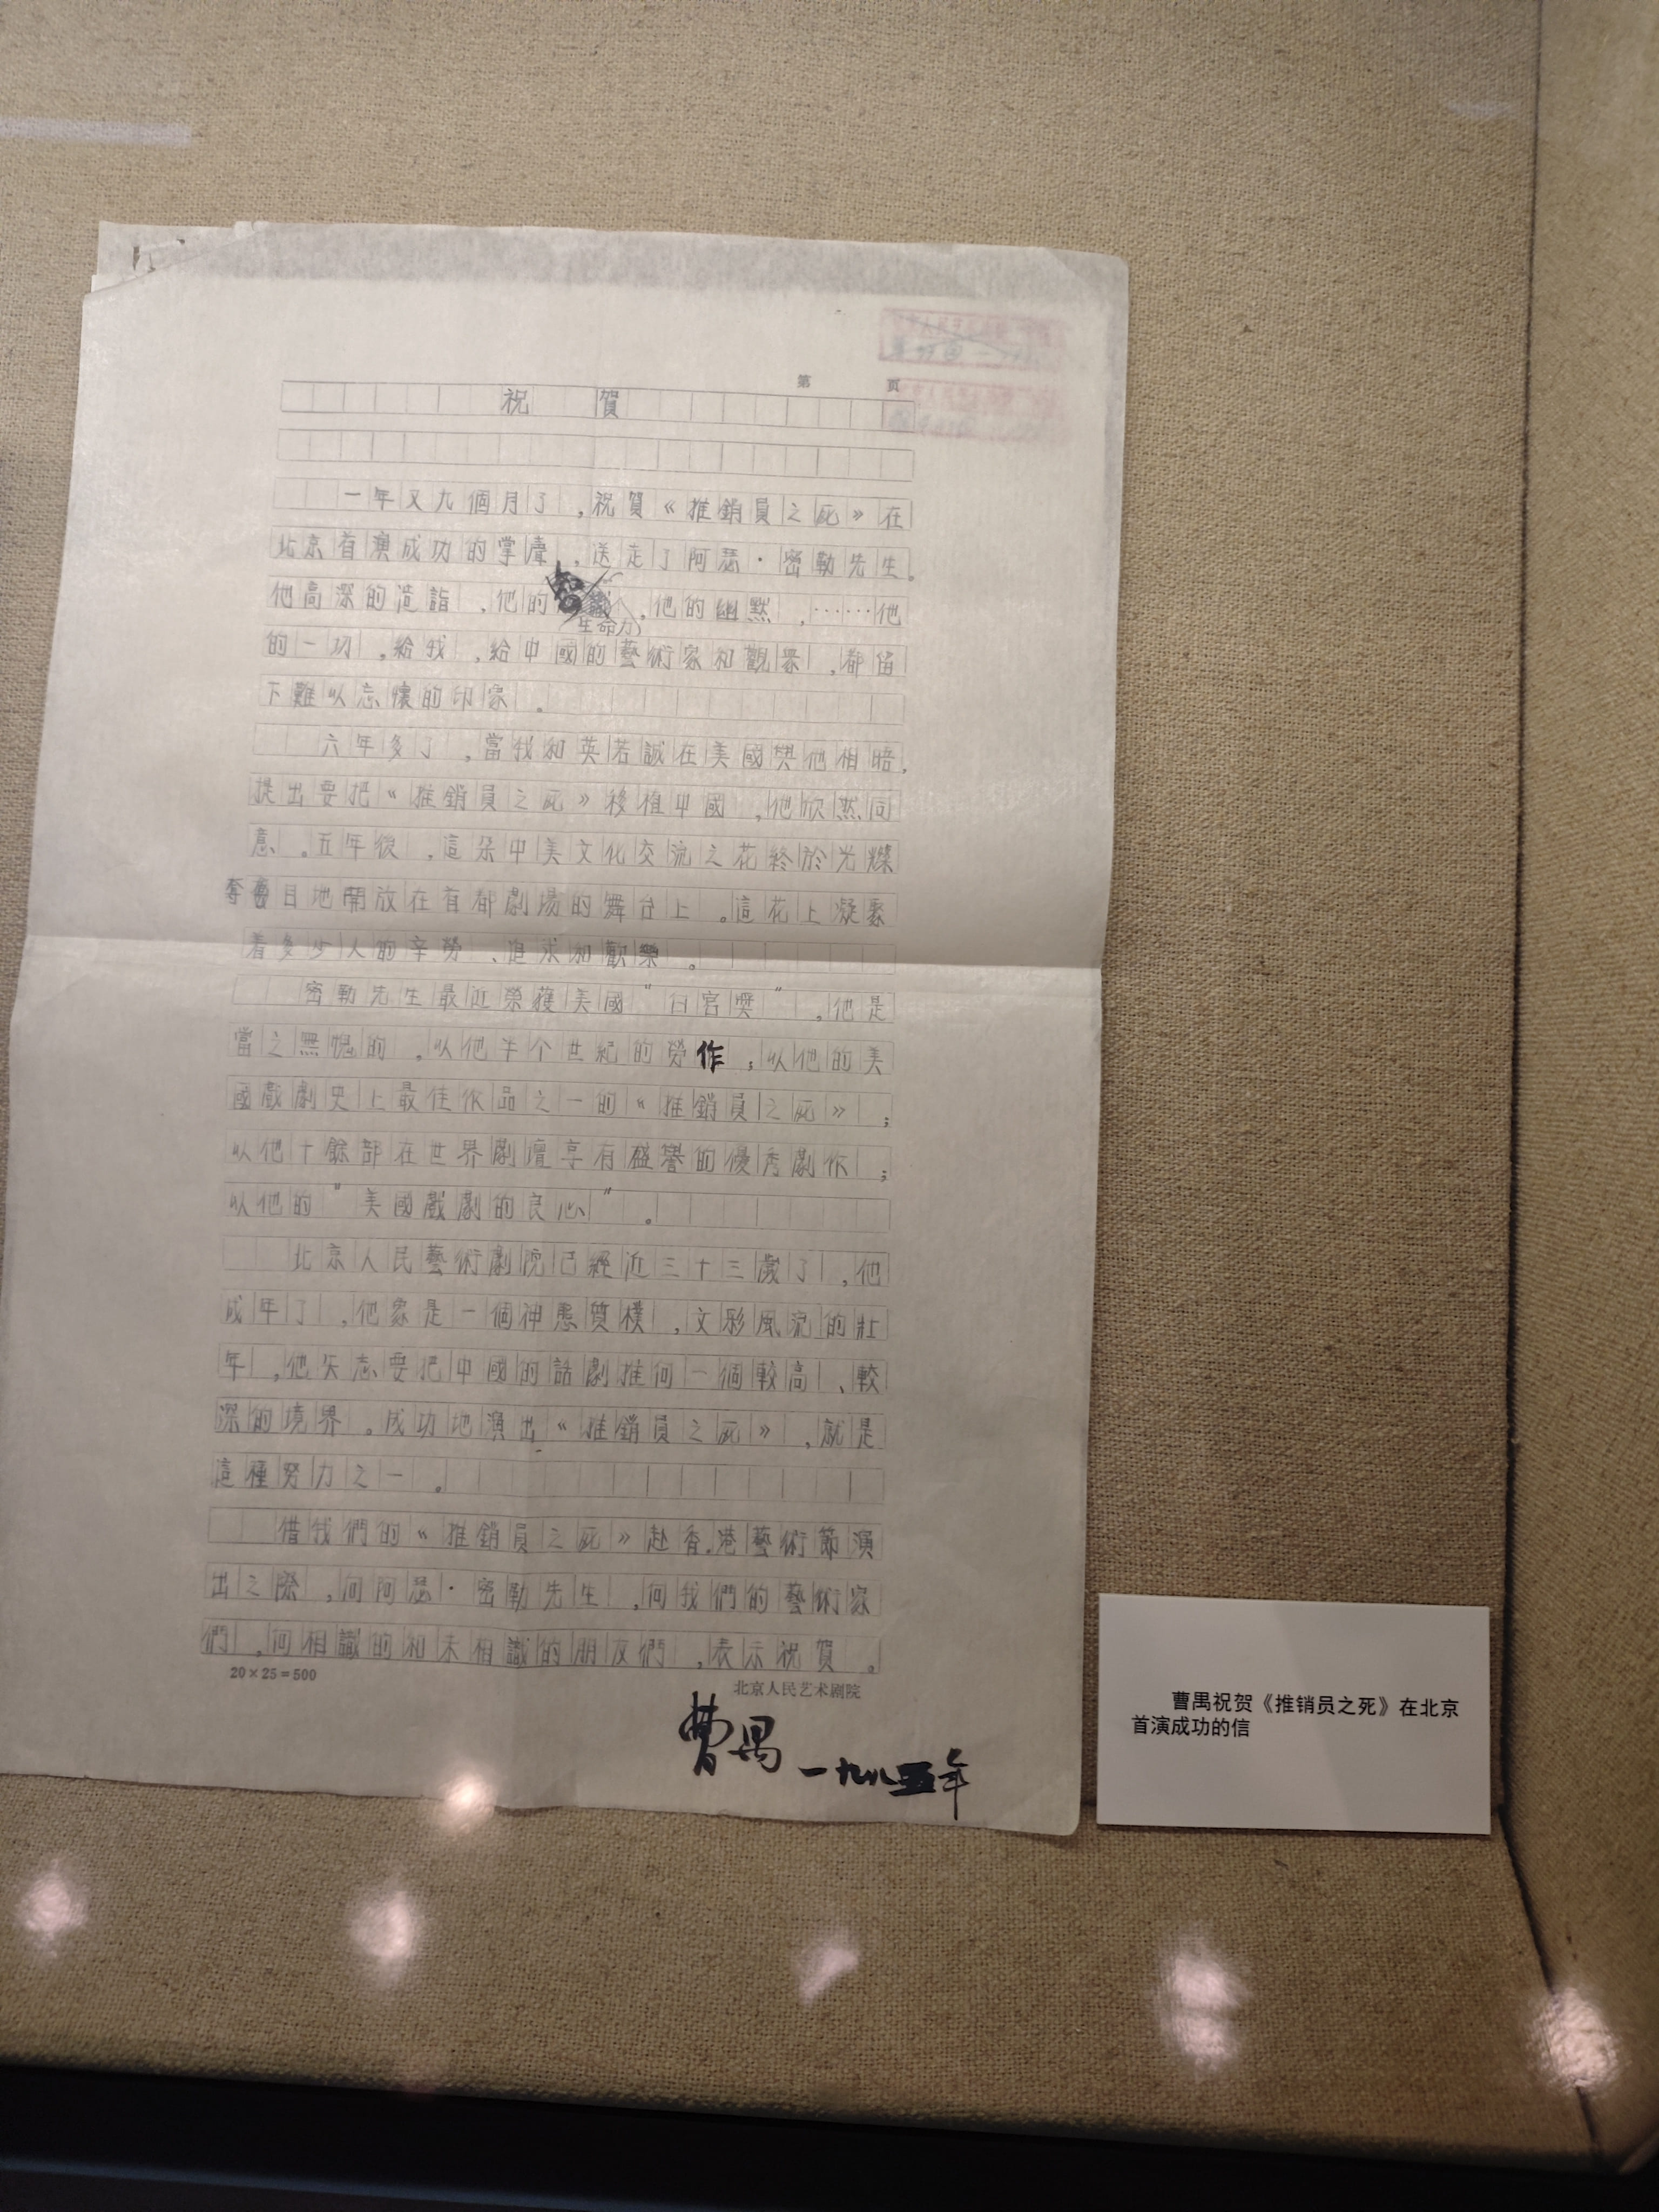 第 頁
祝 賀
一年又九個月了,祝賀《推銷員之死》在
北京首演成功的掌聲,送走了阿瑟·密勒先生。
他高深的造詣,他的生命力,他的幽默,……他
的一切,給我,給中國的藝術家和觀眾,都留
下難以忘懷的印象。
六年多了,當我和英若誠在美國與他相晤,
提出要把《推銷員之死》移植中國,他欣然同
意。五年後,這朵中美文化交流之花終於光燦
奪目地開放在首都劇場的舞台上。這花上凝聚
着多少人的辛勞、追求和歡樂。
密勒先生最近榮獲美國“白宮獎”,他是
當之無愧的。以他半个世紀的勞作;以他的美
國戲劇史上最佳作品之一的《推銷員之死》;
以他十餘部在世界劇壇享有盛譽的優秀劇作;
以他的“美國戲劇的良心”。
北京人民藝術劇院已經近三十三歲了,他
成年了,他家是一個神態質樸,文彩風流的壯
年,他矢志要把中國的話劇推向一個較高、較
深的境界。成功地演出《推銷員之死》,就是
這種努力之一。
借我們的《推銷員之死》赴香港藝術節演
出之際,向阿瑟·密勒先生,向我們的藝術家
們,向相識的和未相識的朋友們,表示祝賀。
20×25=500
北京人民艺术剧院
曹禺 一九八五年
曹禺祝贺《推销员之死》在北京
首演成功的信